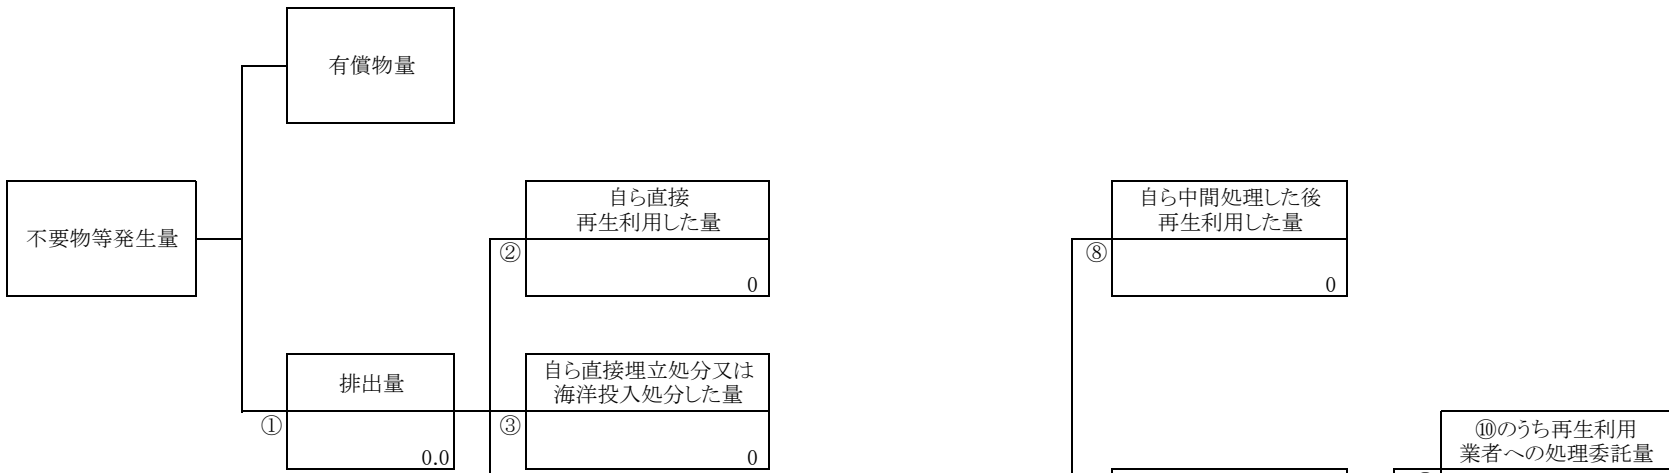 有償物量
不要物等発生量
自ら直接
再生利用した量
②
0
自ら中間処理した後
再生利用した量
⑧
0
排出量
①
0.0
自ら直接埋立処分又は
海洋投入処分した量
③
0
⑩のうち再生利用
業者への処理委託量